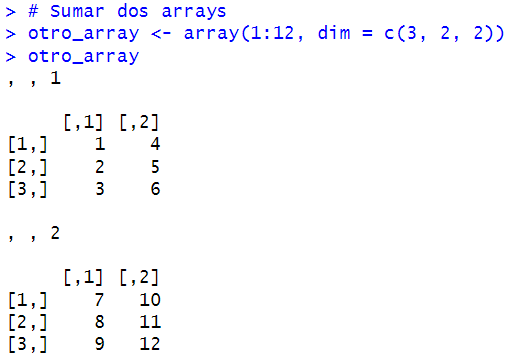 > # Sumar dos arrays
> otro_array <- array(1:12, dim = c(3, 2, 2))
> otro_array
, , 1

     [,1] [,2]
[1,]    1    4
[2,]    2    5
[3,]    3    6

, , 2

     [,1] [,2]
[1,]    7   10
[2,]    8   11
[3,]    9   12